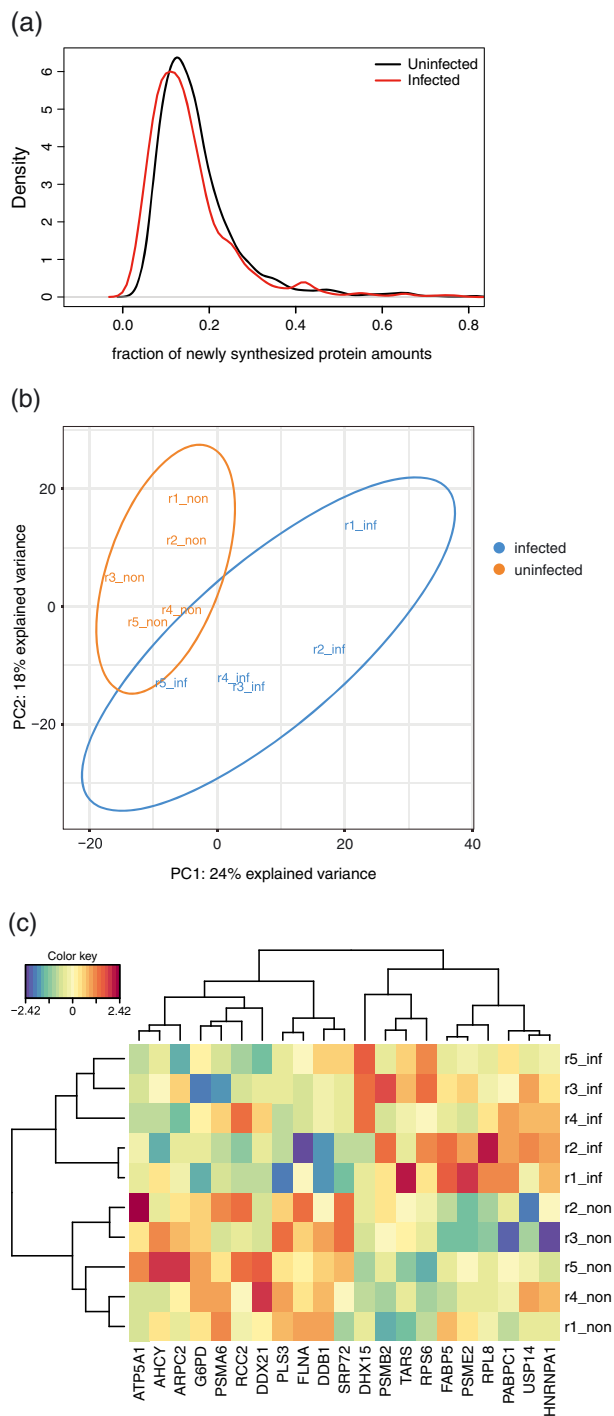 (a)
Uninfected
Infected
Density
0 1 2 3 4 5 6
0.0 0.2 0.4 0.6 0.8
fraction of newly synthesized protein amounts
(b)
PC2: 18% explained variance
20
0
−20
r1_non
r2_non
r3_non
r4_non
r5_non
r1_inf
r2_inf
r4_inf
r3_inf
r5_inf
infected
uninfected
−20 0 20 40
PC1: 24% explained variance
(c)
Color key
−2.42 0 2.42
r5_inf
r3_inf
r4_inf
r2_inf
r1_inf
r2_non
r3_non
r5_non
r4_non
r1_non
ATP5A1
AHCY
ARPC2
G6PD
PSMA6
RCC2
DDX21
PLS3
FLNA
DDB1
SRP72
DHX15
PSMB2
TARS
RPS6
FABP5
PSME2
RPL8
PABPC1
USP14
HNRNPA1